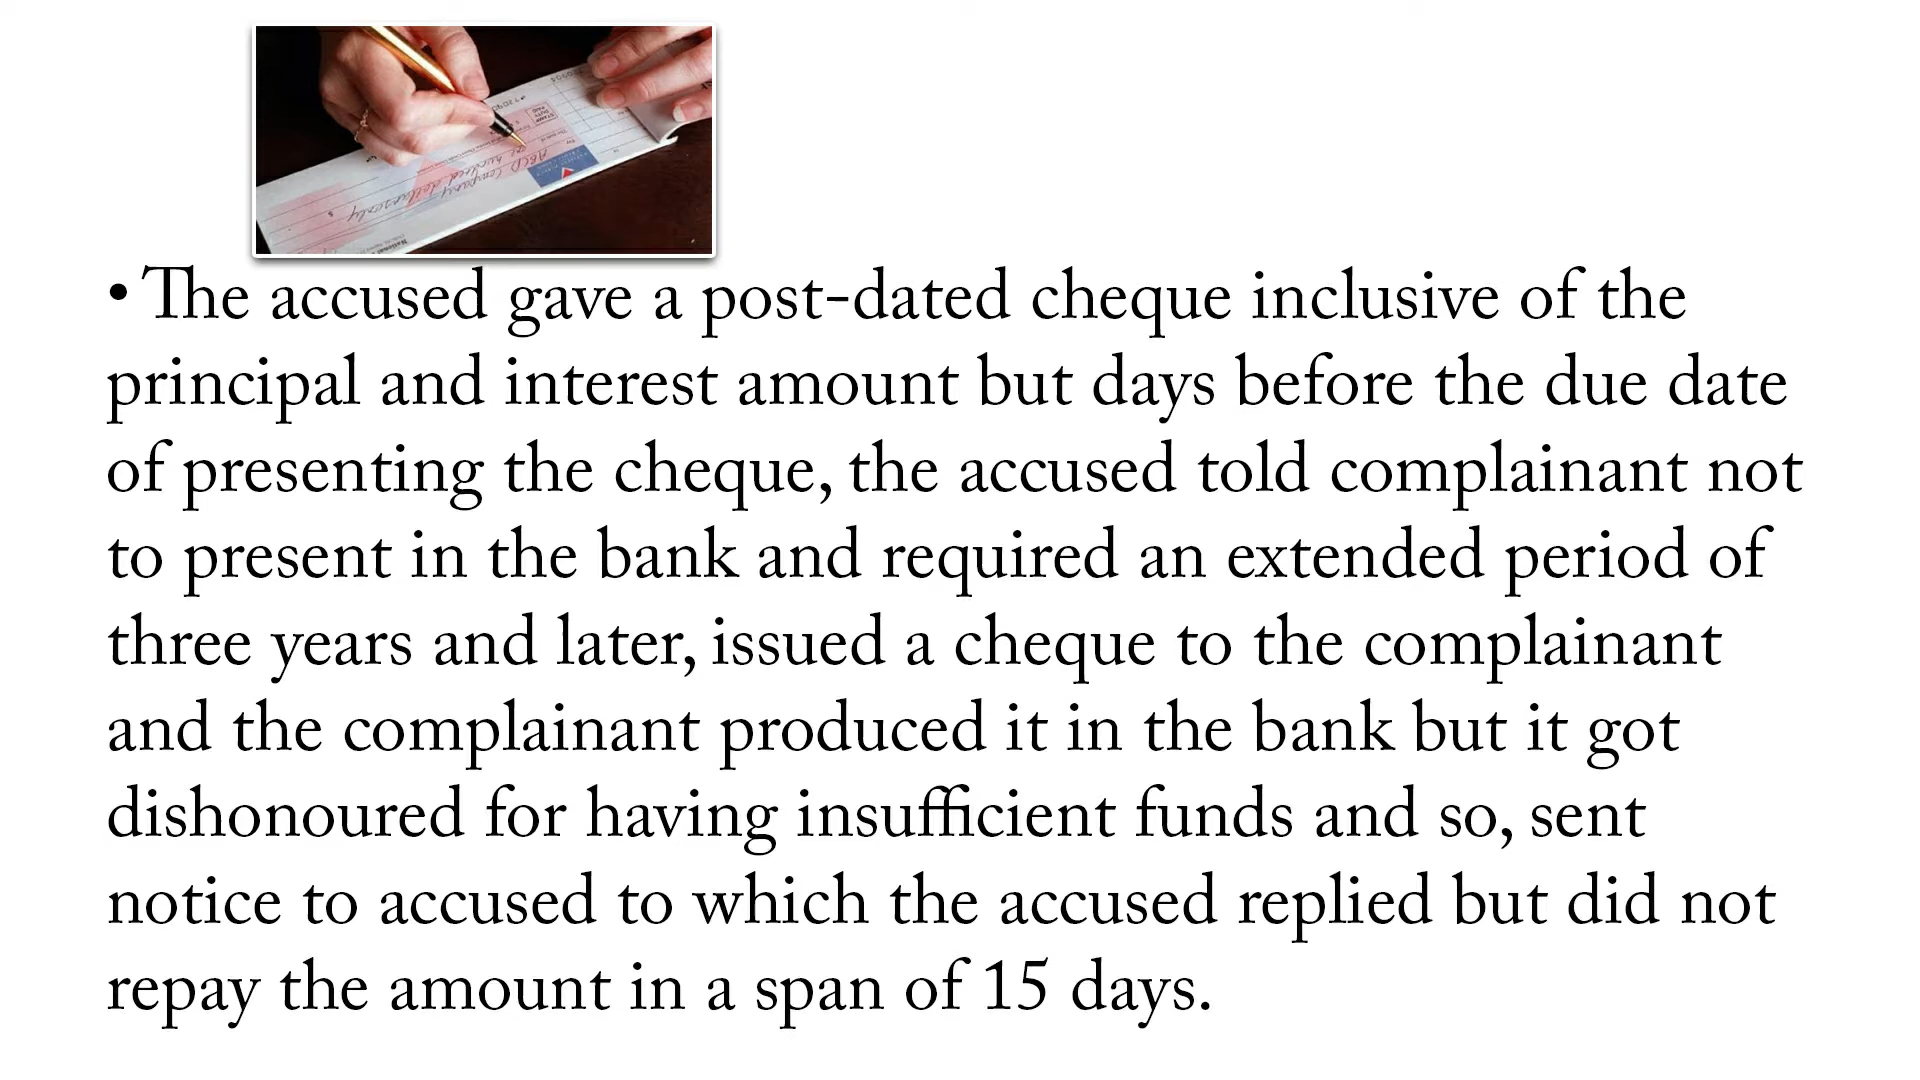 ABCD Company
• The accused gave a post-dated cheque inclusive of the
principal and interest amount but days before the due date
of presenting the cheque, the accused told complainant not
to present in the bank and required an extended period of
three years and later, issued a cheque to the complainant
and the complainant produced it in the bank but it got
dishonoured for having insufficient funds and so, sent
notice to accused to which the accused replied but did not
repay the amount in a span of 15 days.